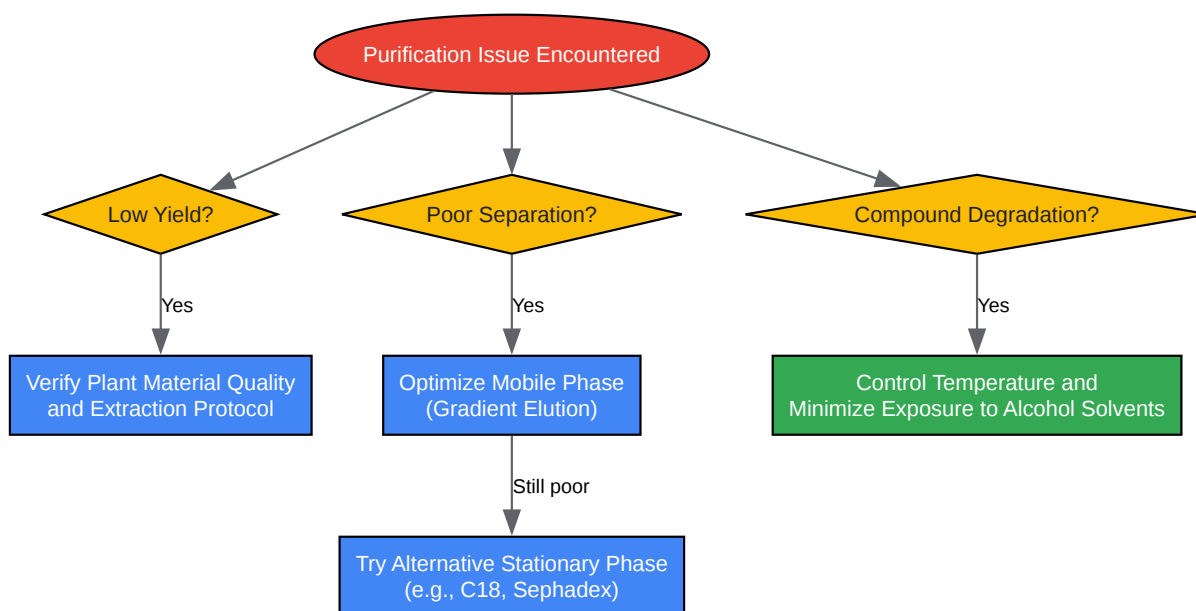 Purification Issue Encountered
Low Yield?
Poor Separation?
Compound Degradation?
Yes
Yes
Yes
Verify Plant Material Quality
and Extraction Protocol
Optimize Mobile Phase
(Gradient Elution)
Control Temperature and
Minimize Exposure to Alcohol Solvents
Still poor
Try Alternative Stationary Phase
(e.g., C18, Sephadex)